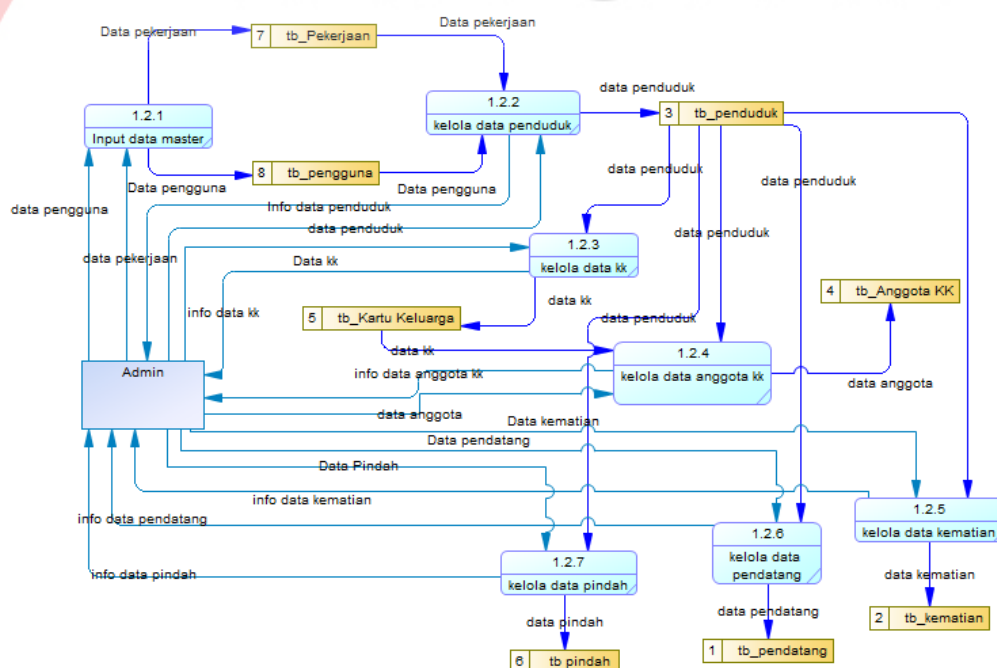 Data pekerjaan
Data pekerjaan
7 tb_Pekerjaan
1.2.2
kelola data penduduk
data penduduk
3 tb_penduduk
1.2.1
Input data master
8 tb_pengguna
Data pengguna
Data pengguna
data penduduk
data penduduk
data pengguna
Info data penduduk
data penduduk
data penduduk
1.2.3
kelola data kk
data pekerjaan
Data kk
4 tb_Anggota KK
data kk
info data kk
5 tb_Kartu Keluarga
data penduduk
data kk
1.2.4
kelola data anggota kk
Admin
info data anggota kk
data anggota
data anggota
Data kematian
Data pendatang
Data Pindah
info data kematian
info data pendatang
1.2.5
kelola data kematian
1.2.6
kelola data
pendatang
1.2.7
kelola data pindah
info data pindah
data kematian
data pendatang
data pindah
2 tb_kematian
1 tb_pendatang
6 tb pindah